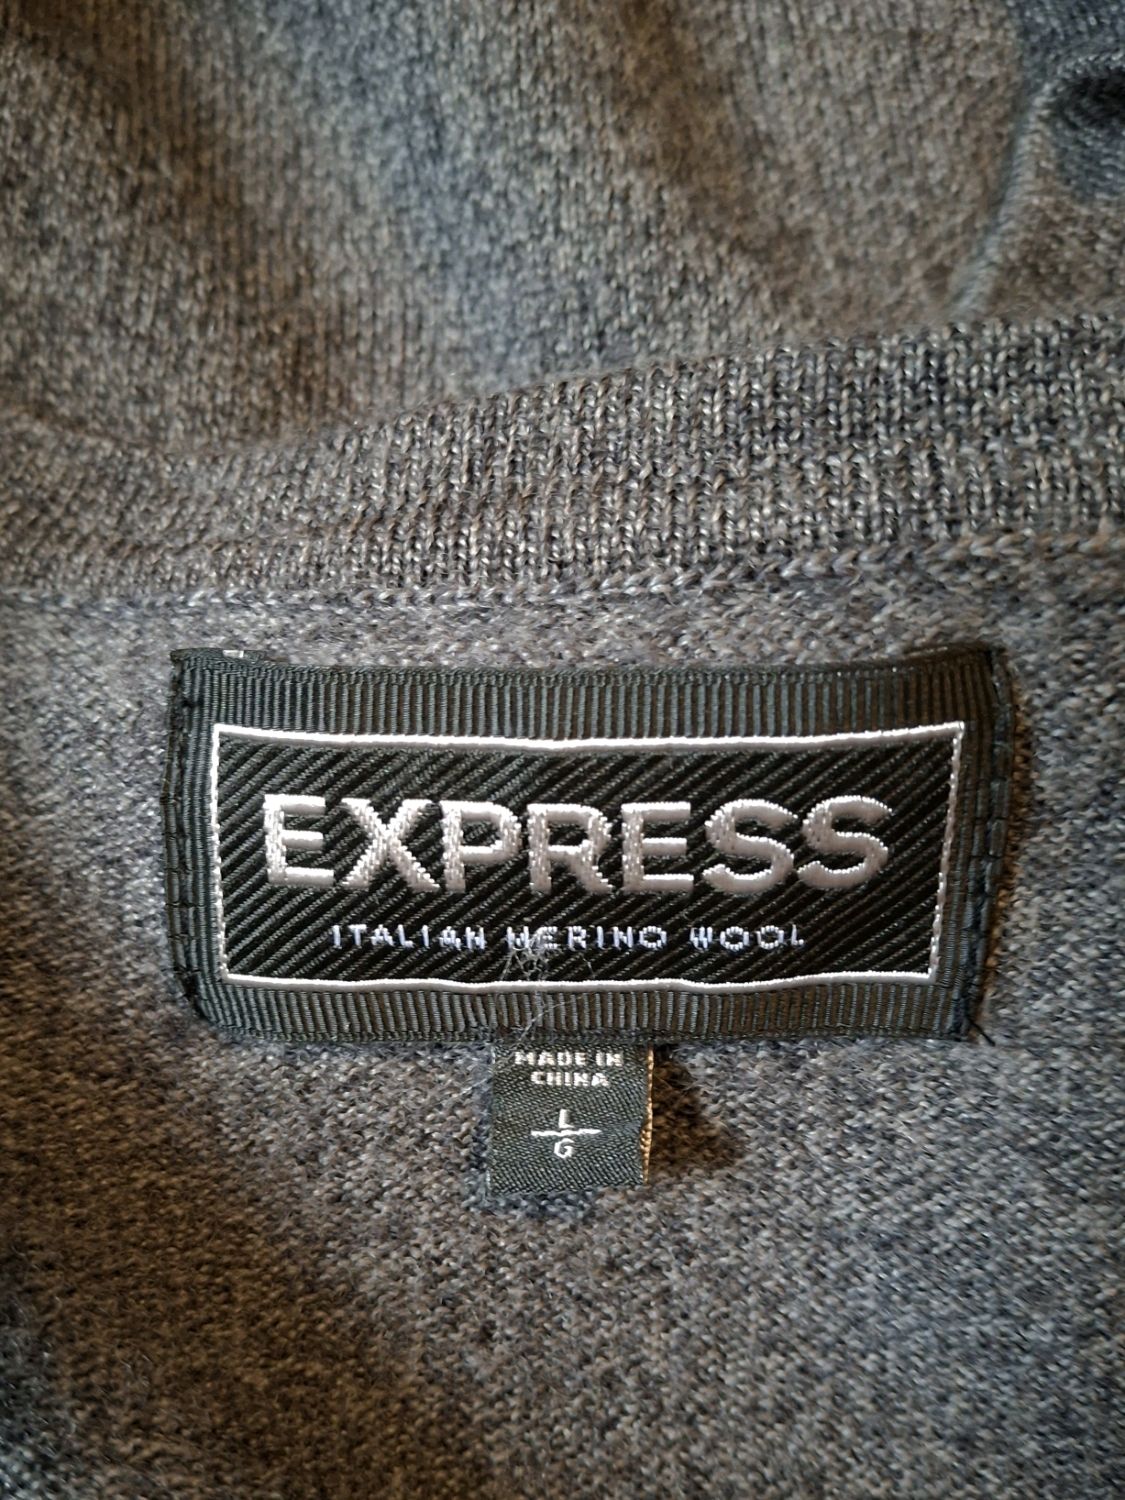 EXPRESS
ITALIAN MERINO WOOL
MADE IN
CHINA
L
G